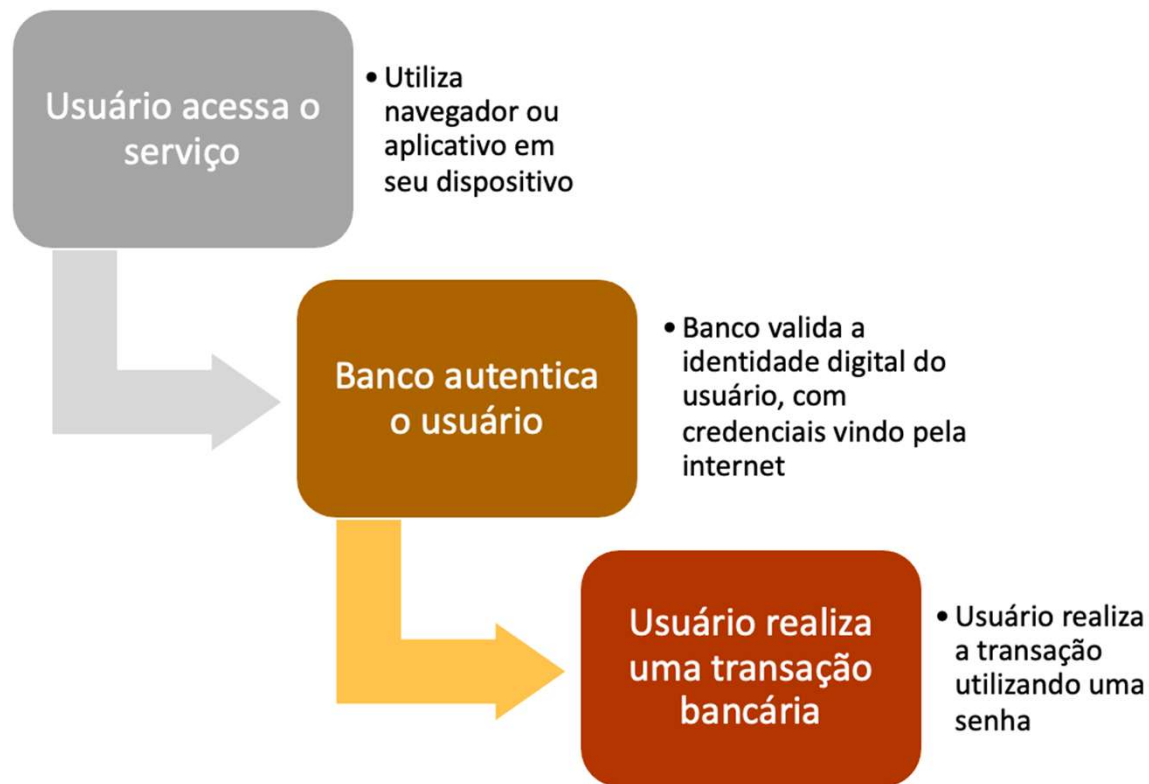 Usuário acessa o
serviço
• Utiliza
navegador ou
aplicativo em
seu dispositivo
Banco autentica
o usuário
• Banco valida a
identidade digital do
usuário, com
credenciais vindo pela
internet
Usuário realiza
uma transação
bancária
• Usuário realiza
a transação
utilizando uma
senha